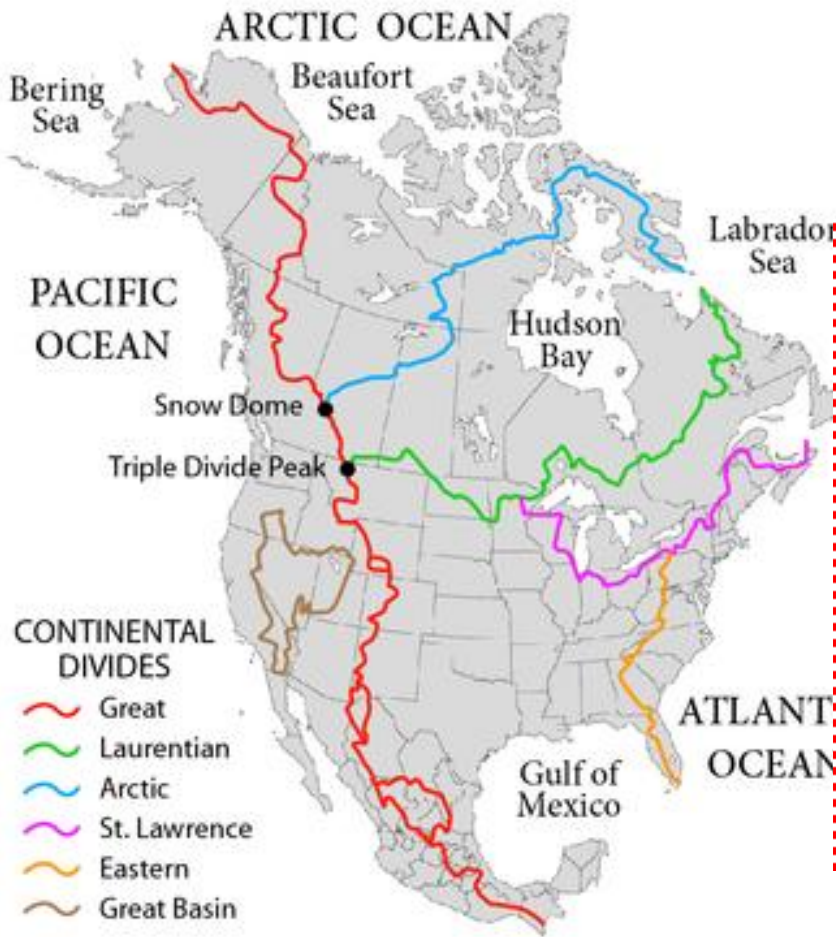 ARCTIC OCEAN
Bering
Sea
Beaufort
Sea
Labrador
Sea
PACIFIC
OCEAN
Hudson
Bay
Snow Dome
Triple Divide Peak
CONTINENTAL
DIVIDES
Great
Laurentian
Arctic
St. Lawrence
Eastern
Great Basin
Gulf of
Mexico
ATLANT
OCEAN